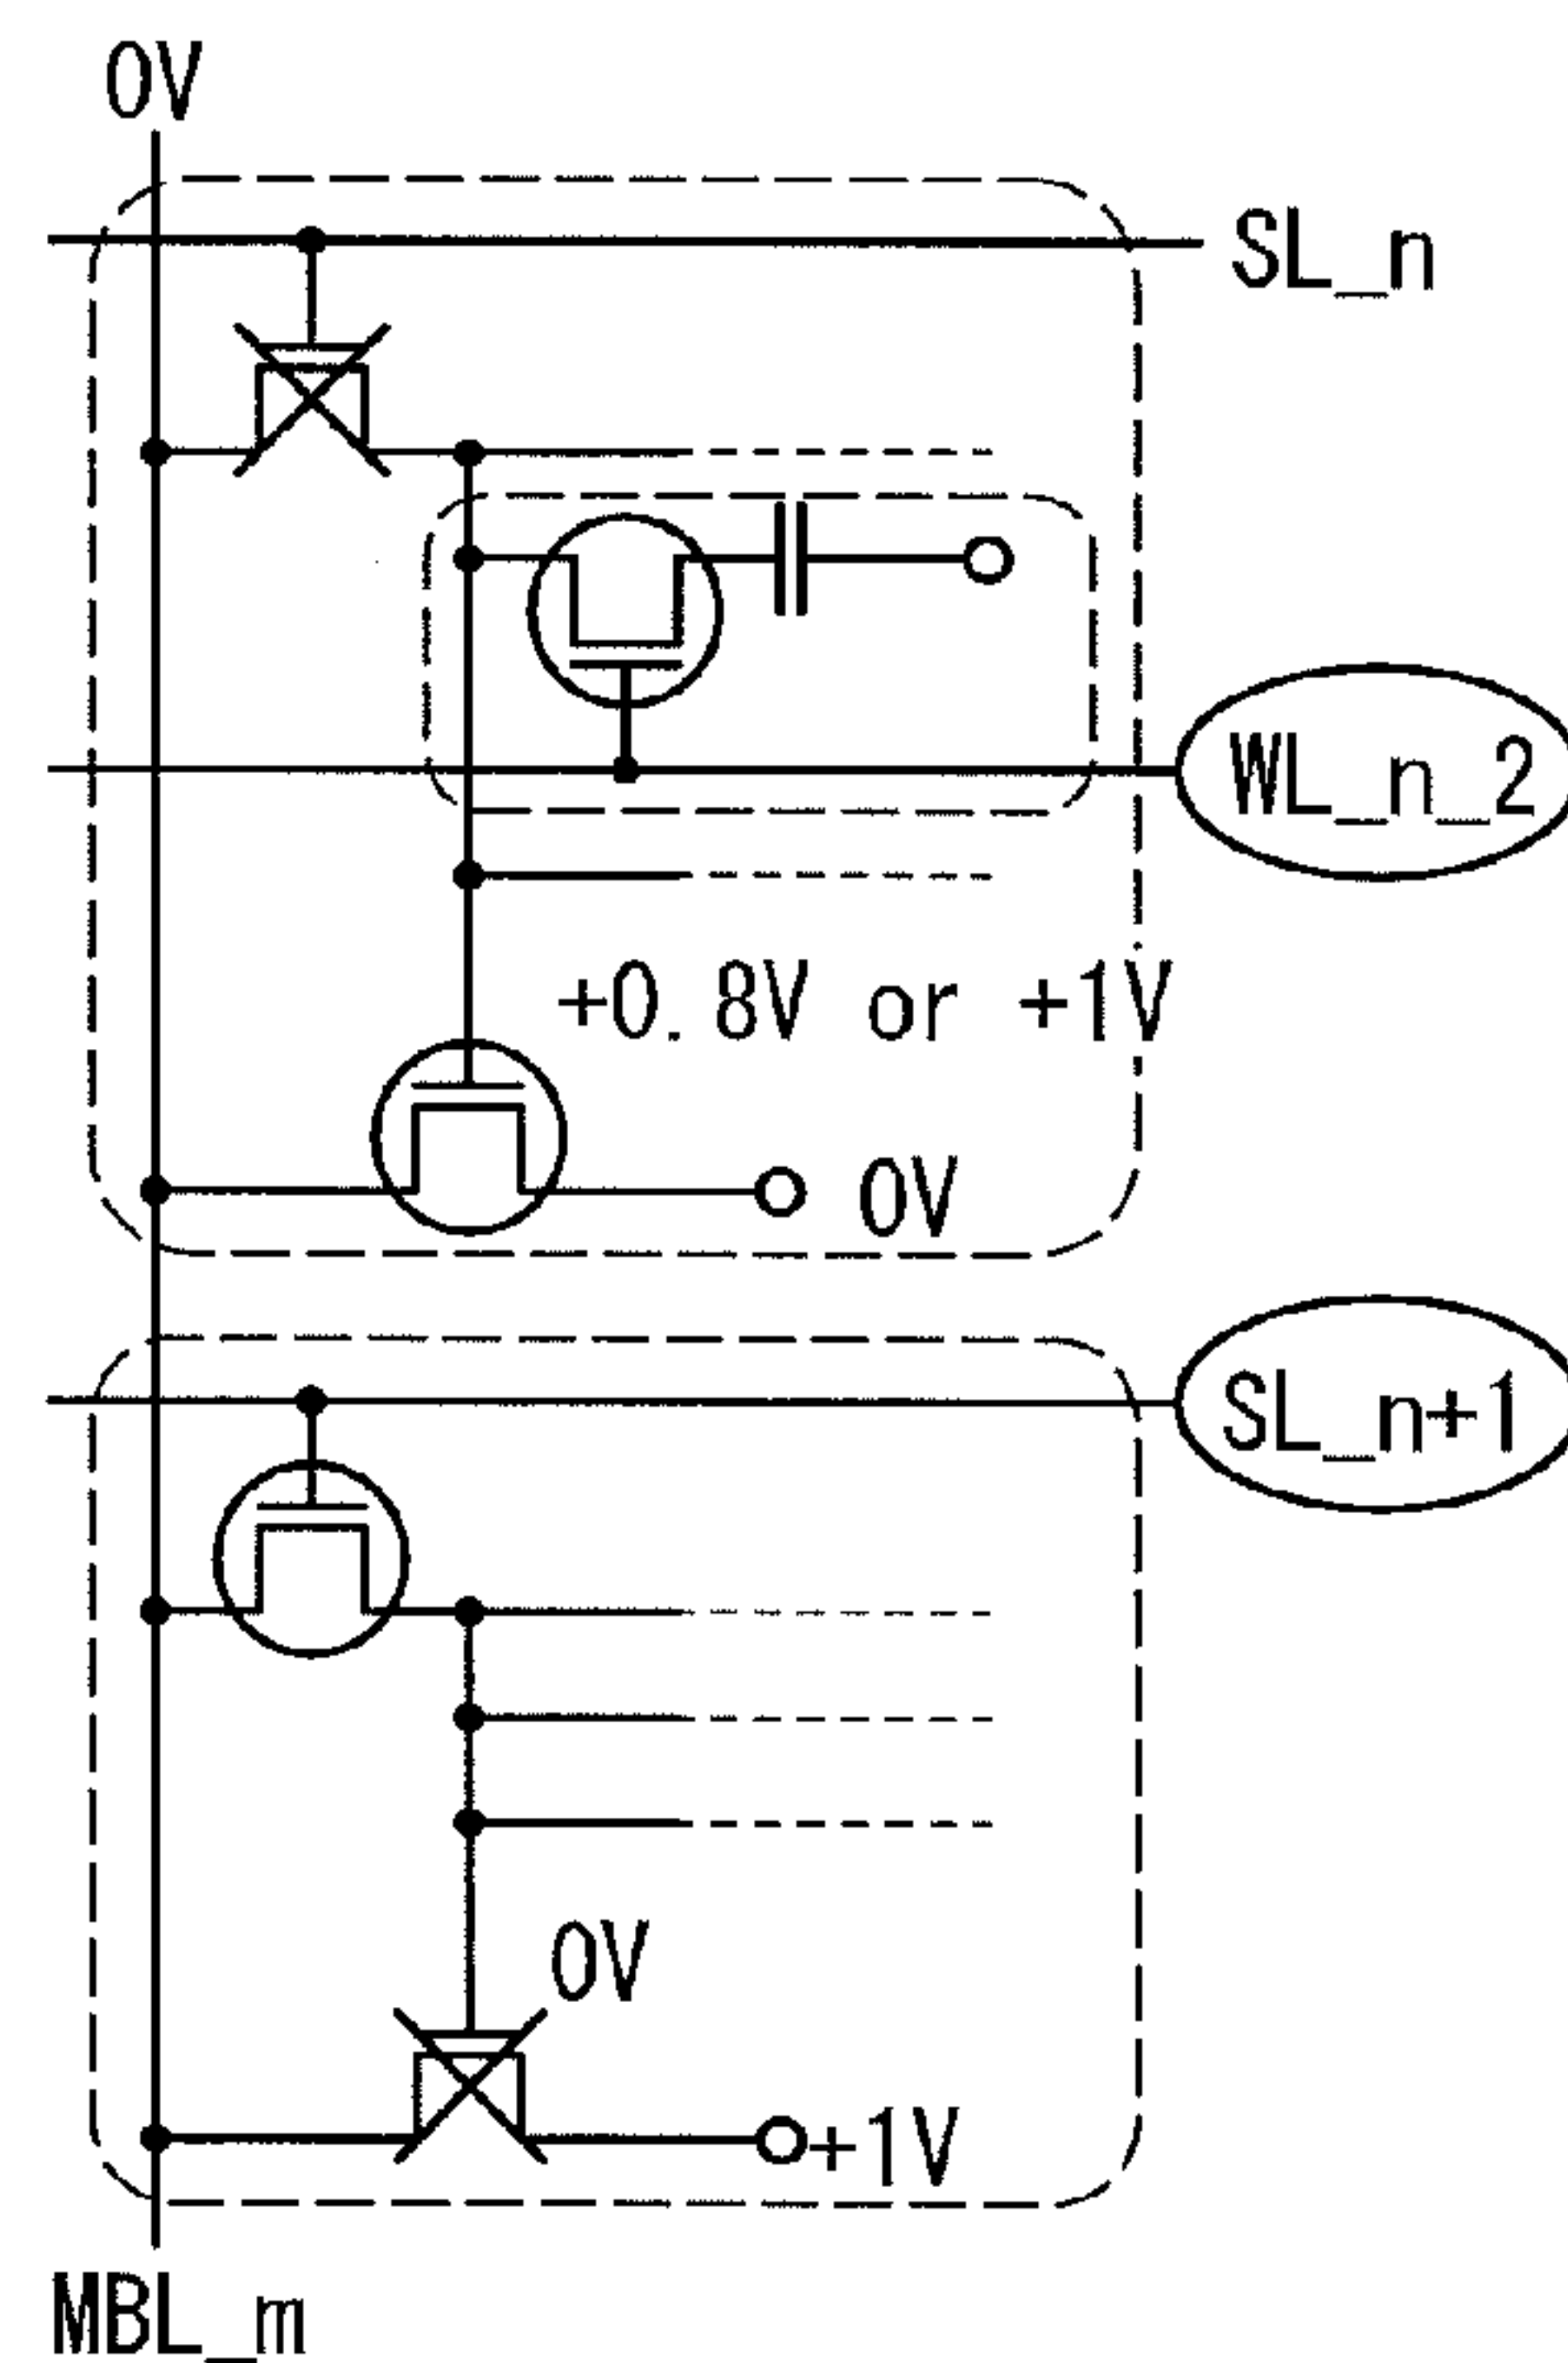 0V
SL_n
WL_n_2
+0.8V or +1V
0V
SL_n+1
0V
+1V
MBL_m